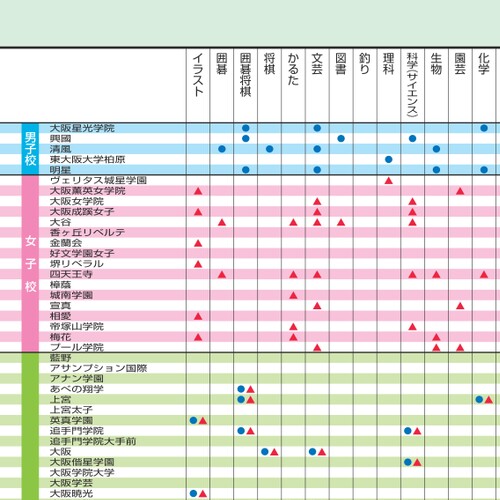 イラスト
囲碁
囲碁将棋
将棋
かるた
文芸
図書
釣り
理科
科学(サイエンス)
生物
園芸
化学
男子校
大阪星光学院
興國
清風
東大阪大学柏原
明星
女子校
ヴェリタス城星学園
大阪薫英女学院
大阪女学院
大阪成蹊女子
大谷
香ヶ丘リベルテ
金蘭会
好文学園女子
堺リベラル
四天王寺
樟蔭
城南学園
宣真
相愛
帝塚山学院
梅花
プール学院
藍野
アサンプション国際
アナン学園
あべの翔学
上宮
上宮太子
英真学園
追手門学院
追手門学院大手前
大阪
大阪偕星学園
大阪学院大学
大阪学芸
大阪暁光